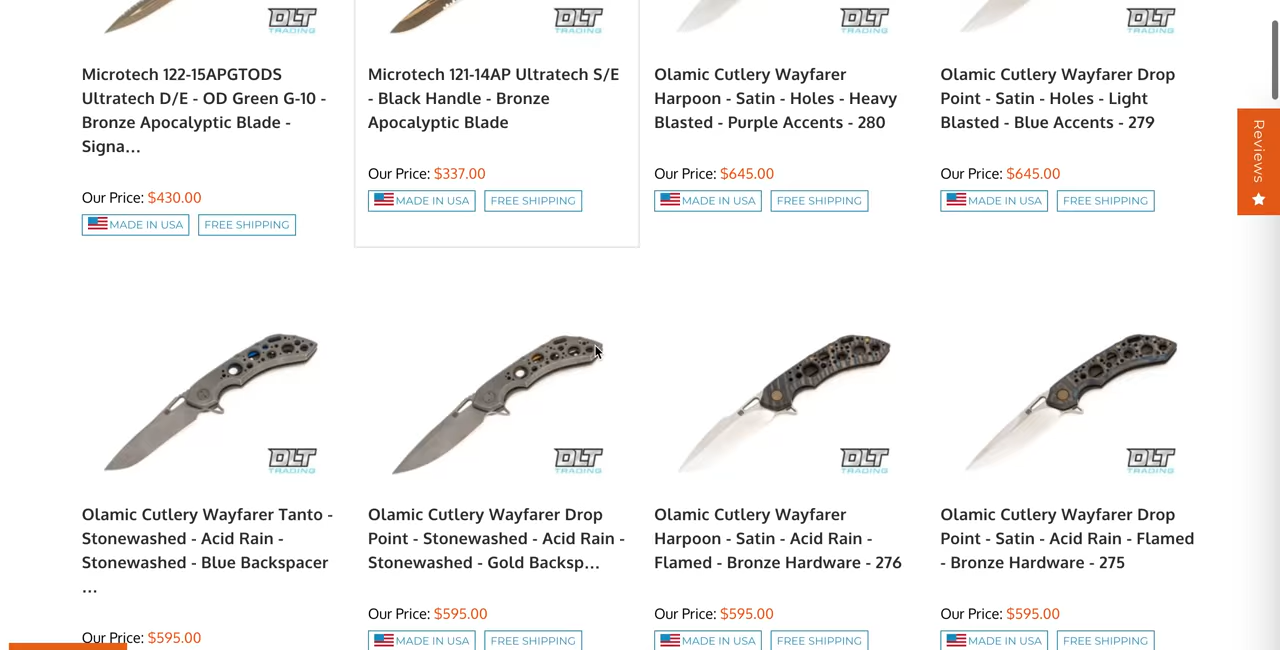 DLT
TRADING
DLT
TRADING
DLT
TRADING
DLT
TRADING
Microtech 122-15APGTODS
Ultratech D/E - OD Green G-10 -
Bronze Apocalyptic Blade -
Signa...
Our Price: $430.00
MADE IN USA FREE SHIPPING
Microtech 121-14AP Ultratech S/E
- Black Handle - Bronze
Apocalyptic Blade
Our Price: $337.00
MADE IN USA FREE SHIPPING
Olamic Cutlery Wayfarer
Harpoon - Satin - Holes - Heavy
Blasted - Purple Accents - 280
Our Price: $645.00
MADE IN USA FREE SHIPPING
Olamic Cutlery Wayfarer Drop
Point - Satin - Holes - Light
Blasted - Blue Accents - 279
Our Price: $645.00
MADE IN USA FREE SHIPPING
Reviews
DLT
TRADING
DLT
TRADING
DLT
TRADING
DLT
TRADING
Olamic Cutlery Wayfarer Tanto -
Stonewashed - Acid Rain -
Stonewashed - Blue Backspacer
...
Our Price: $595.00
Olamic Cutlery Wayfarer Drop
Point - Stonewashed - Acid Rain -
Stonewashed - Gold Backsp...
Our Price: $595.00
MADE IN USA FREE SHIPPING
Olamic Cutlery Wayfarer
Harpoon - Satin - Acid Rain -
Flamed - Bronze Hardware - 276
Our Price: $595.00
MADE IN USA FREE SHIPPING
Olamic Cutlery Wayfarer Drop
Point - Satin - Acid Rain - Flamed
- Bronze Hardware - 275
Our Price: $595.00
MADE IN USA FREE SHIPPING